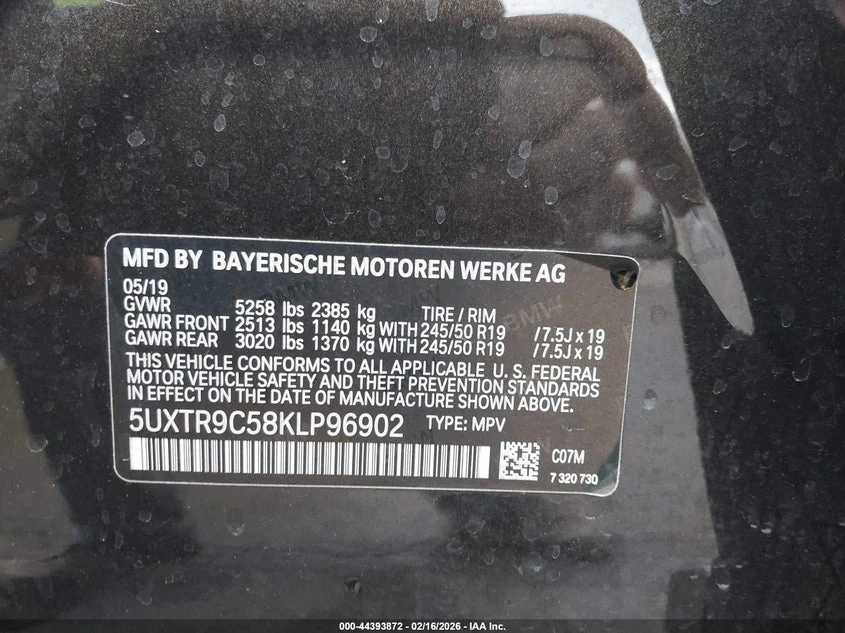 MFD BY BAYERISCHE MOTOREN WERKE AG
05/19
GVWR 5258 lbs 2385 kg TIRE / RIM
GAWR FRONT 2513 lbs 1140 kg WITH 245/50 R19 / 7.5J x 19
GAWR REAR 3020 lbs 1370 kg WITH 245/50 R19 / 7.5J x 19
THIS VEHICLE CONFORMS TO ALL APPLICABLE U. S. FEDERAL
MOTOR VEHICLE SAFETY AND THEFT PREVENTION STANDARDS
IN EFFECT ON THE DATE OF MANUFACTURE SHOWN ABOVE.
5UXTR9C58KLP96902 TYPE: MPV
C07M
7 320 730
BMW
000-44393872 - 02/16/2026 - IAA Inc.